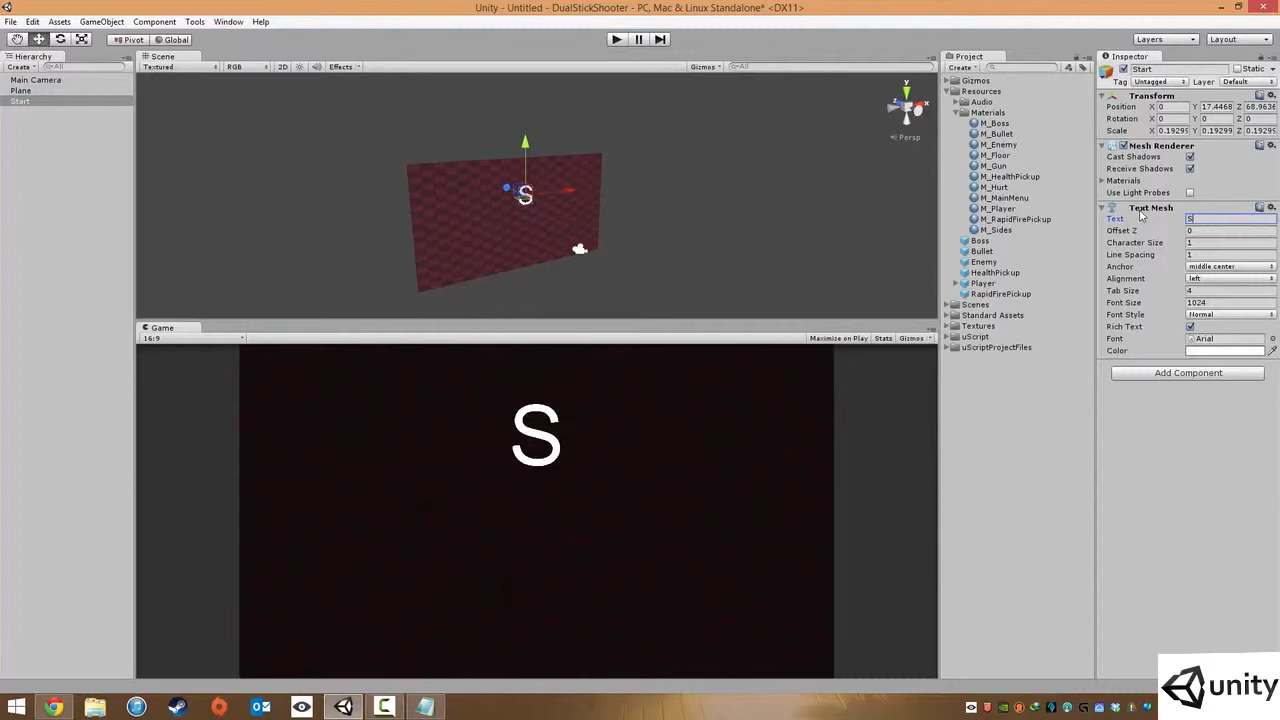 Unity - Untitled - DualStickShooter - PC, Mac & Linux Standalone* <DX11>
File Edit Assets GameObject Component Tools Window Help
Pivot Global Layers Layout
Hierarchy
Create All
Main Camera
Plane
Start
Scene
Textured RGB 2D Effects Gizmos All
y
x
z
Persp
S
Game
16:9 Maximize on Play Stats Gizmos
S
Project
Create
Gizmos
Resources
Audio
Materials
M_Boss
M_Bullet
M_Enemy
M_Floor
M_Gun
M_HealthPickup
M_Hurt
M_MainMenu
M_Player
M_RapidFirePickup
M_Sides
Boss
Bullet
Enemy
HealthPickup
Player
RapidFirePickup
Scenes
Standard Assets
Textures
uScript
uScriptProjectFiles
Inspector
Start Static
Tag Untagged Layer Default
Transform
Position X 0 Y 17.4468 Z 68.9636
Rotation X 0 Y 0 Z 0
Scale X 0.19299 Y 0.19299 Z 0.19299
Mesh Renderer
Cast Shadows
Receive Shadows
Materials
Use Light Probes
Text Mesh
Text S
Offset Z 0
Character Size 1
Line Spacing 1
Anchor middle center
Alignment left
Tab Size 4
Font Size 1024
Font Style Normal
Rich Text
Font Arial
Color
Add Component
unity